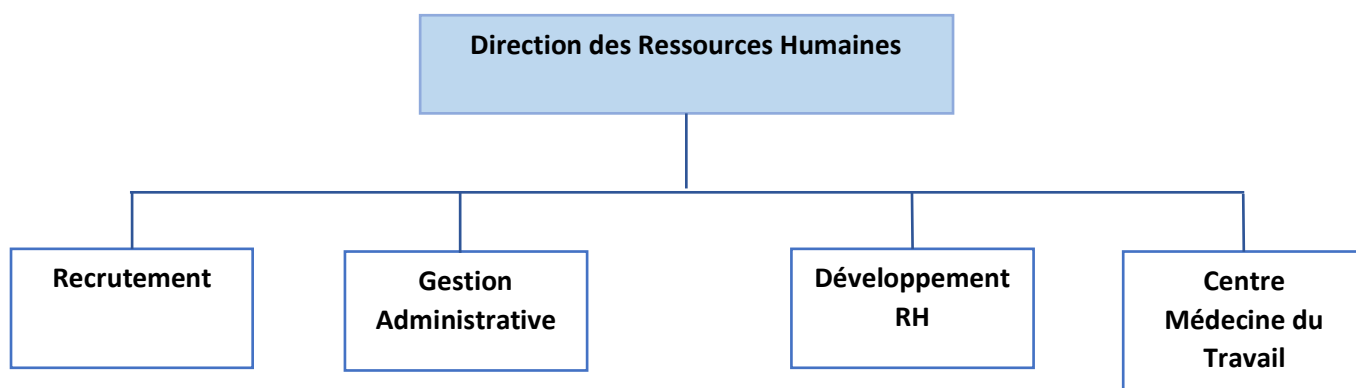 Direction des Ressources Humaines
Recrutement
Gestion
Administrative
Développement
RH
Centre
Médecine du
Travail